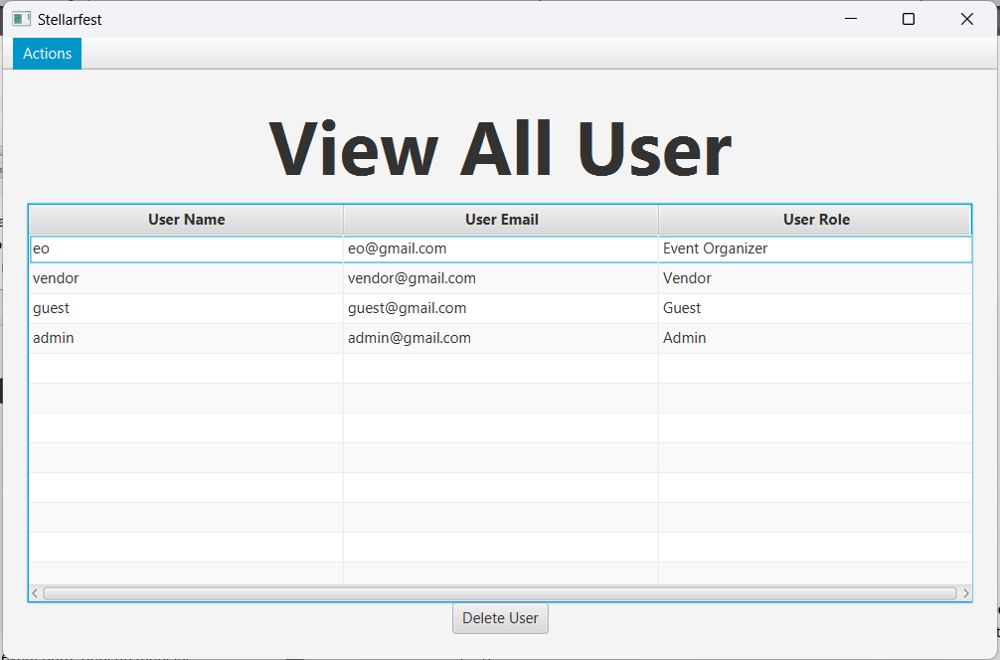 Stellarfest
Actions
View All User
User Name User Email User Role
eo eo@gmail.com Event Organizer
vendor vendor@gmail.com Vendor
guest guest@gmail.com Guest
admin admin@gmail.com Admin
Delete User